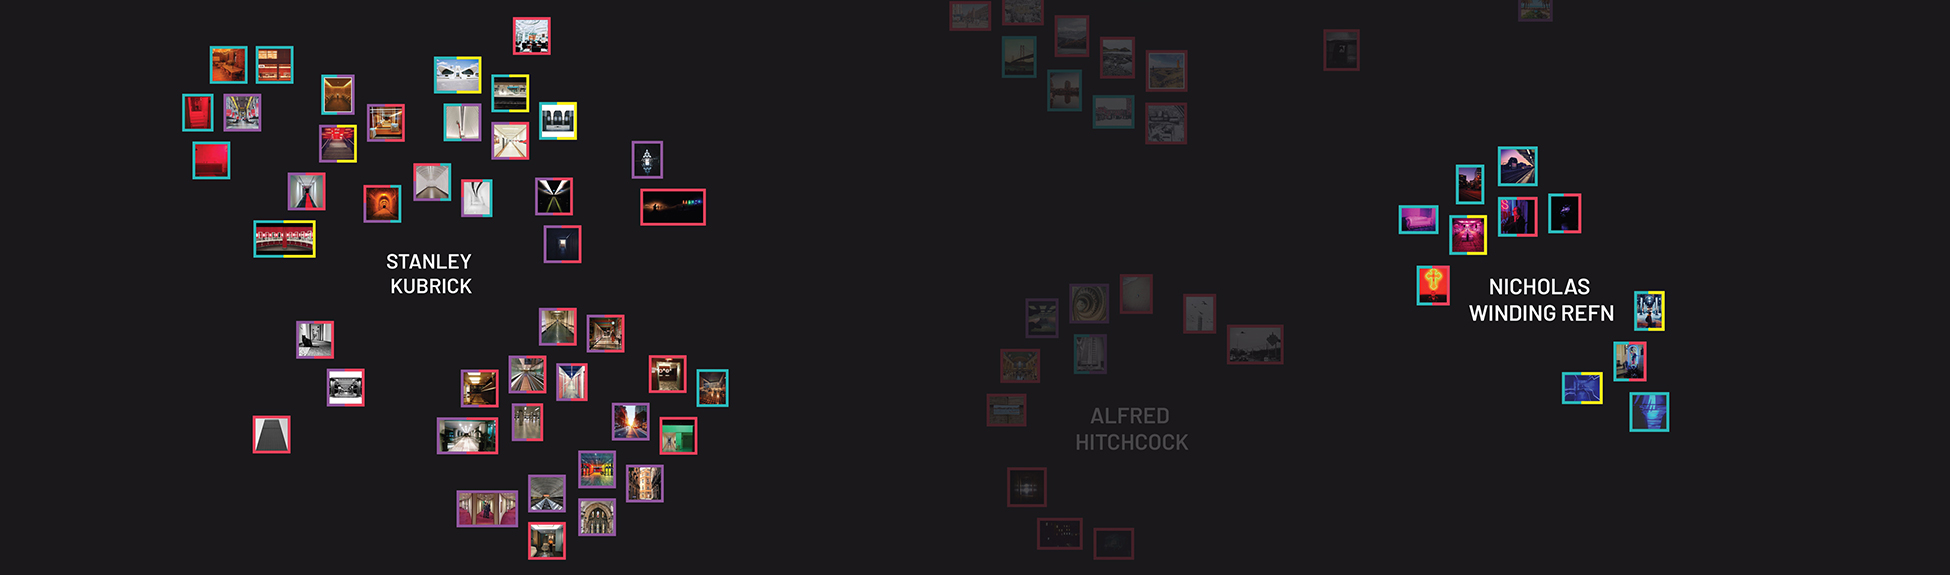 STANLEY
KUBRICK
ALFRED
HITCHCOCK
NICHOLAS
WINDING REFN